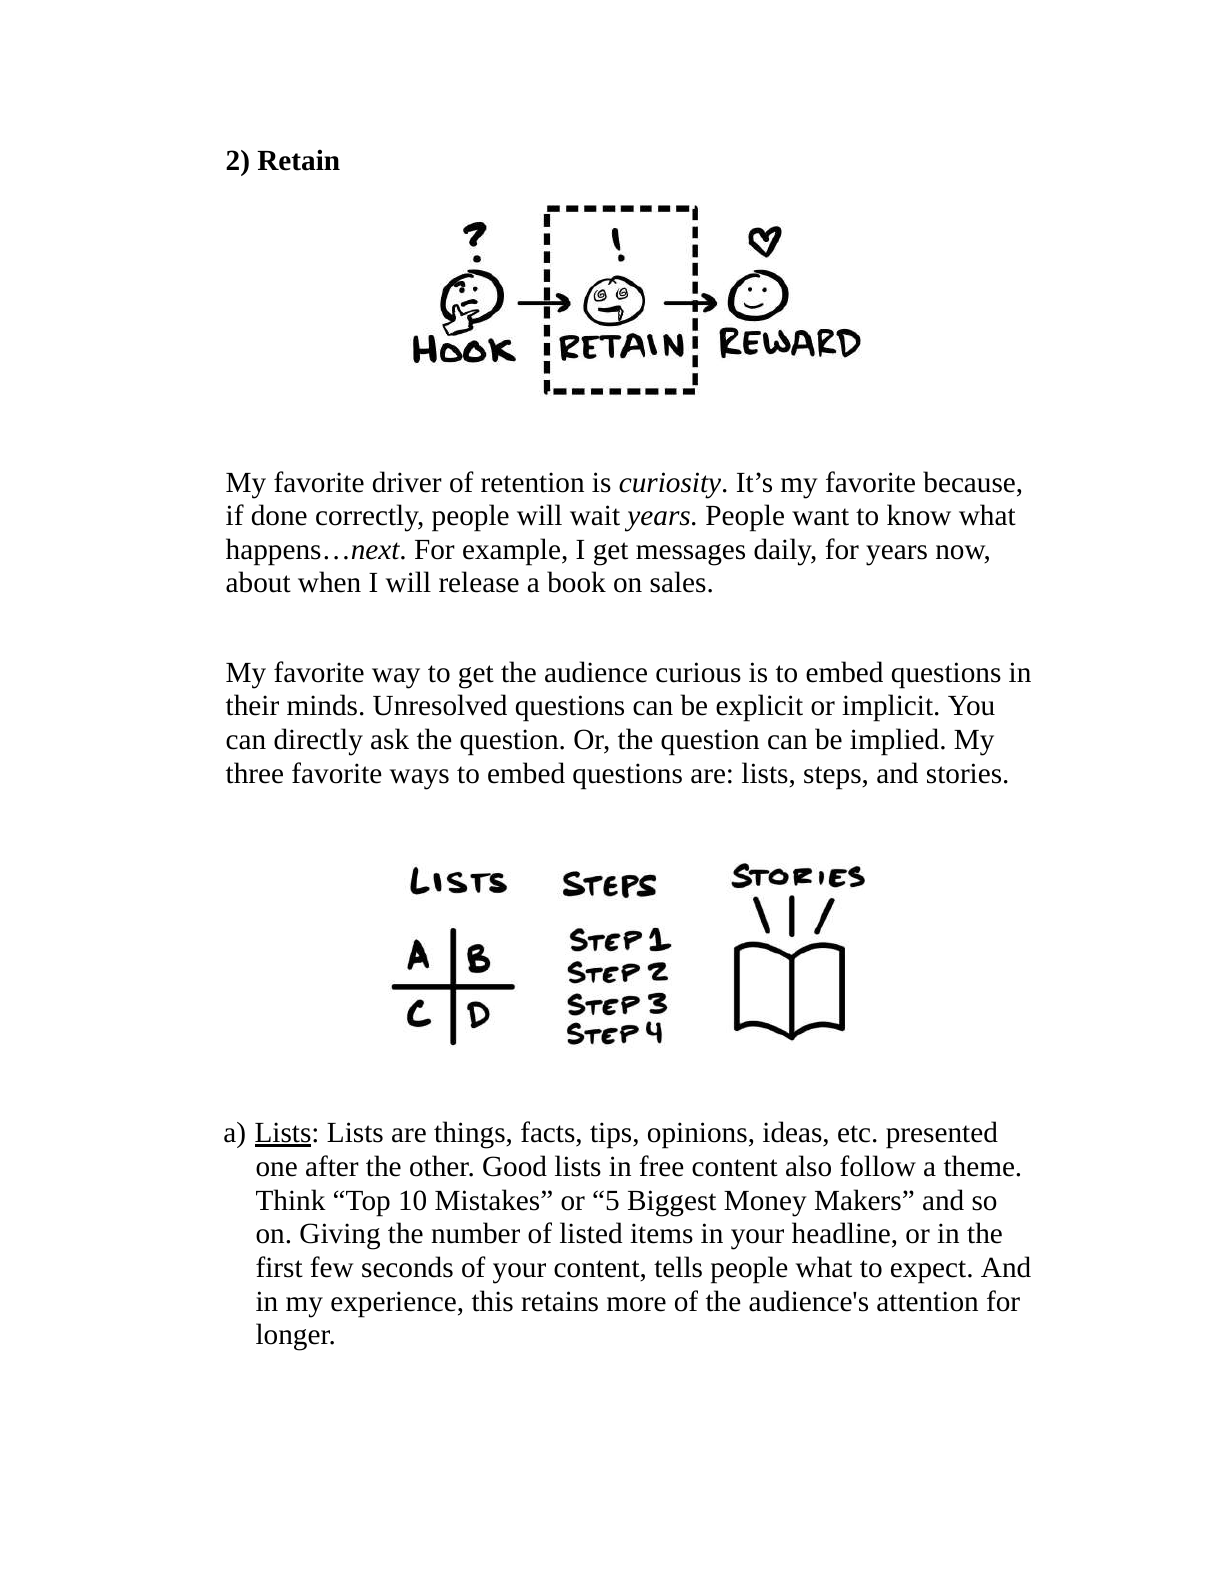 2) Retain
?
!
HOOK
RETAIN
REWARD
My favorite driver of retention is curiosity. It’s my favorite because,
if done correctly, people will wait years. People want to know what
happens…next. For example, I get messages daily, for years now,
about when I will release a book on sales.
My favorite way to get the audience curious is to embed questions in
their minds. Unresolved questions can be explicit or implicit. You
can directly ask the question. Or, the question can be implied. My
three favorite ways to embed questions are: lists, steps, and stories.
LISTS
A B
C D
STEPS
STEP 1
STEP 2
STEP 3
STEP 4
STORIES
a) Lists: Lists are things, facts, tips, opinions, ideas, etc. presented
one after the other. Good lists in free content also follow a theme.
Think “Top 10 Mistakes” or “5 Biggest Money Makers” and so
on. Giving the number of listed items in your headline, or in the
first few seconds of your content, tells people what to expect. And
in my experience, this retains more of the audience's attention for
longer.